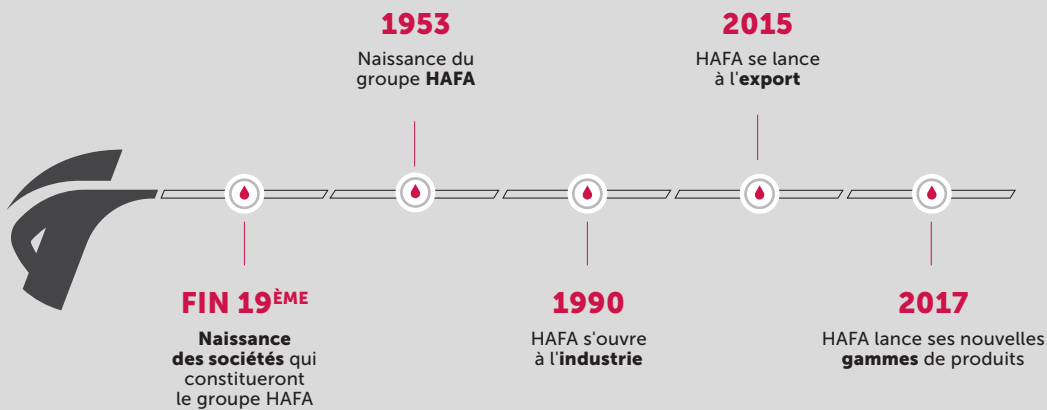 1953
Naissance du
groupe HAFA
2015
HAFA se lance
à l'export
FIN 19ÈME
Naissance
des sociétés qui
constitueront
le groupe HAFA
1990
HAFA s'ouvre
à l'industrie
2017
HAFA lance ses nouvelles
gammes de produits